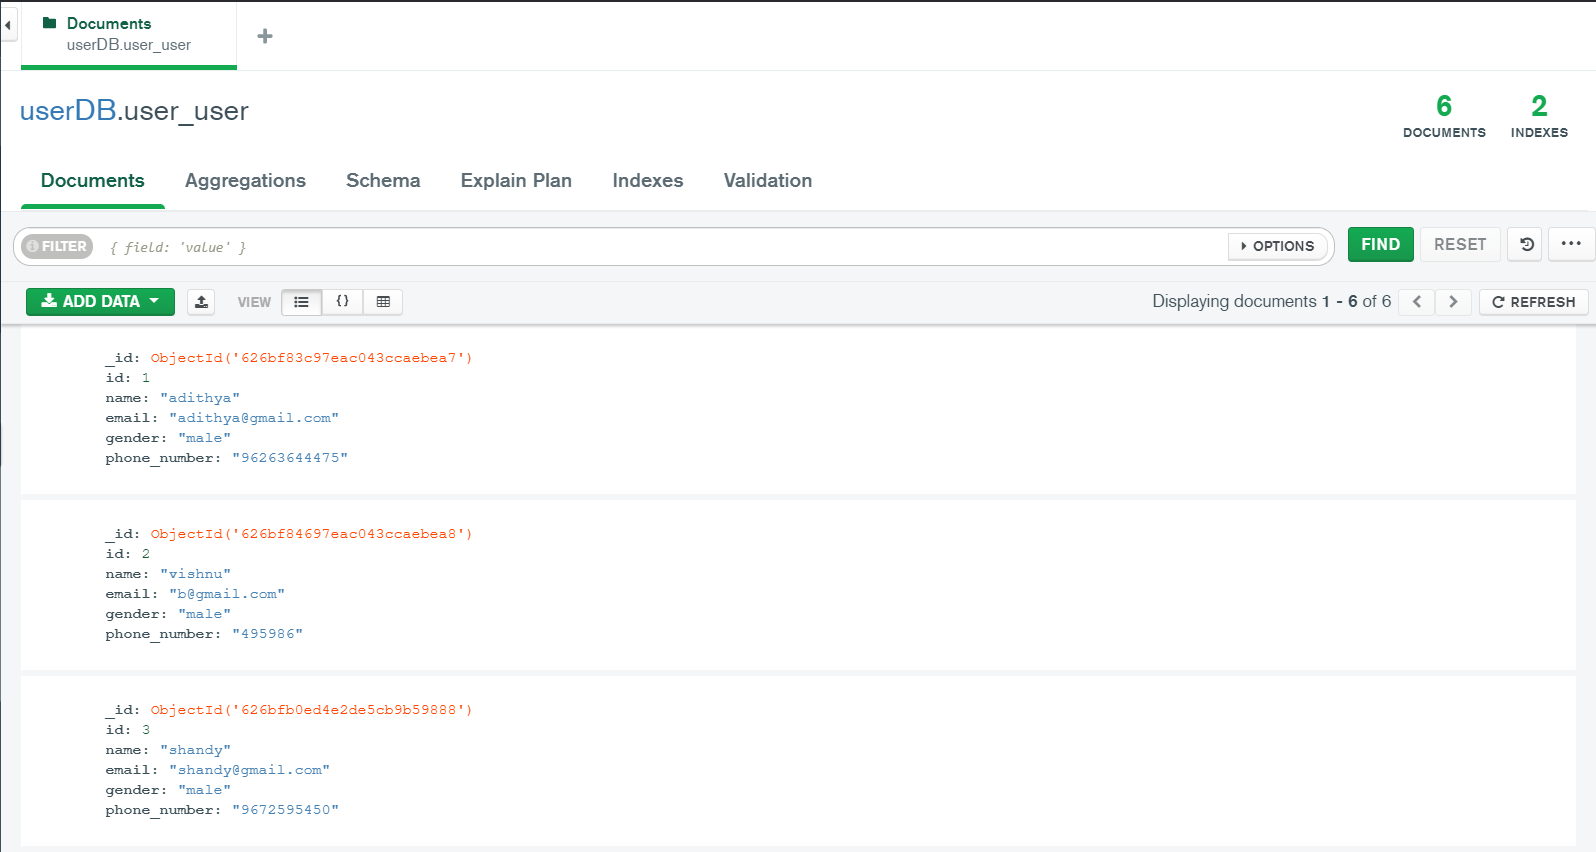 Documents
userDB.user_user
userDB.user_user
6
DOCUMENTS
2
INDEXES
Documents Aggregations Schema Explain Plan Indexes Validation
FILTER { field: 'value' } OPTIONS FIND RESET
ADD DATA VIEW {} Displaying documents 1 - 6 of 6 REFRESH
_id: ObjectId('626bf83c97eac043ccaebea7')
id: 1
name: "adithya"
email: "adithya@gmail.com"
gender: "male"
phone_number: "96263644475"
_id: ObjectId('626bf84697eac043ccaebea8')
id: 2
name: "vishnu"
email: "b@gmail.com"
gender: "male"
phone_number: "495986"
_id: ObjectId('626bfb0ed4e2de5cb9b59888')
id: 3
name: "shandy"
email: "shandy@gmail.com"
gender: "male"
phone_number: "9672595450"